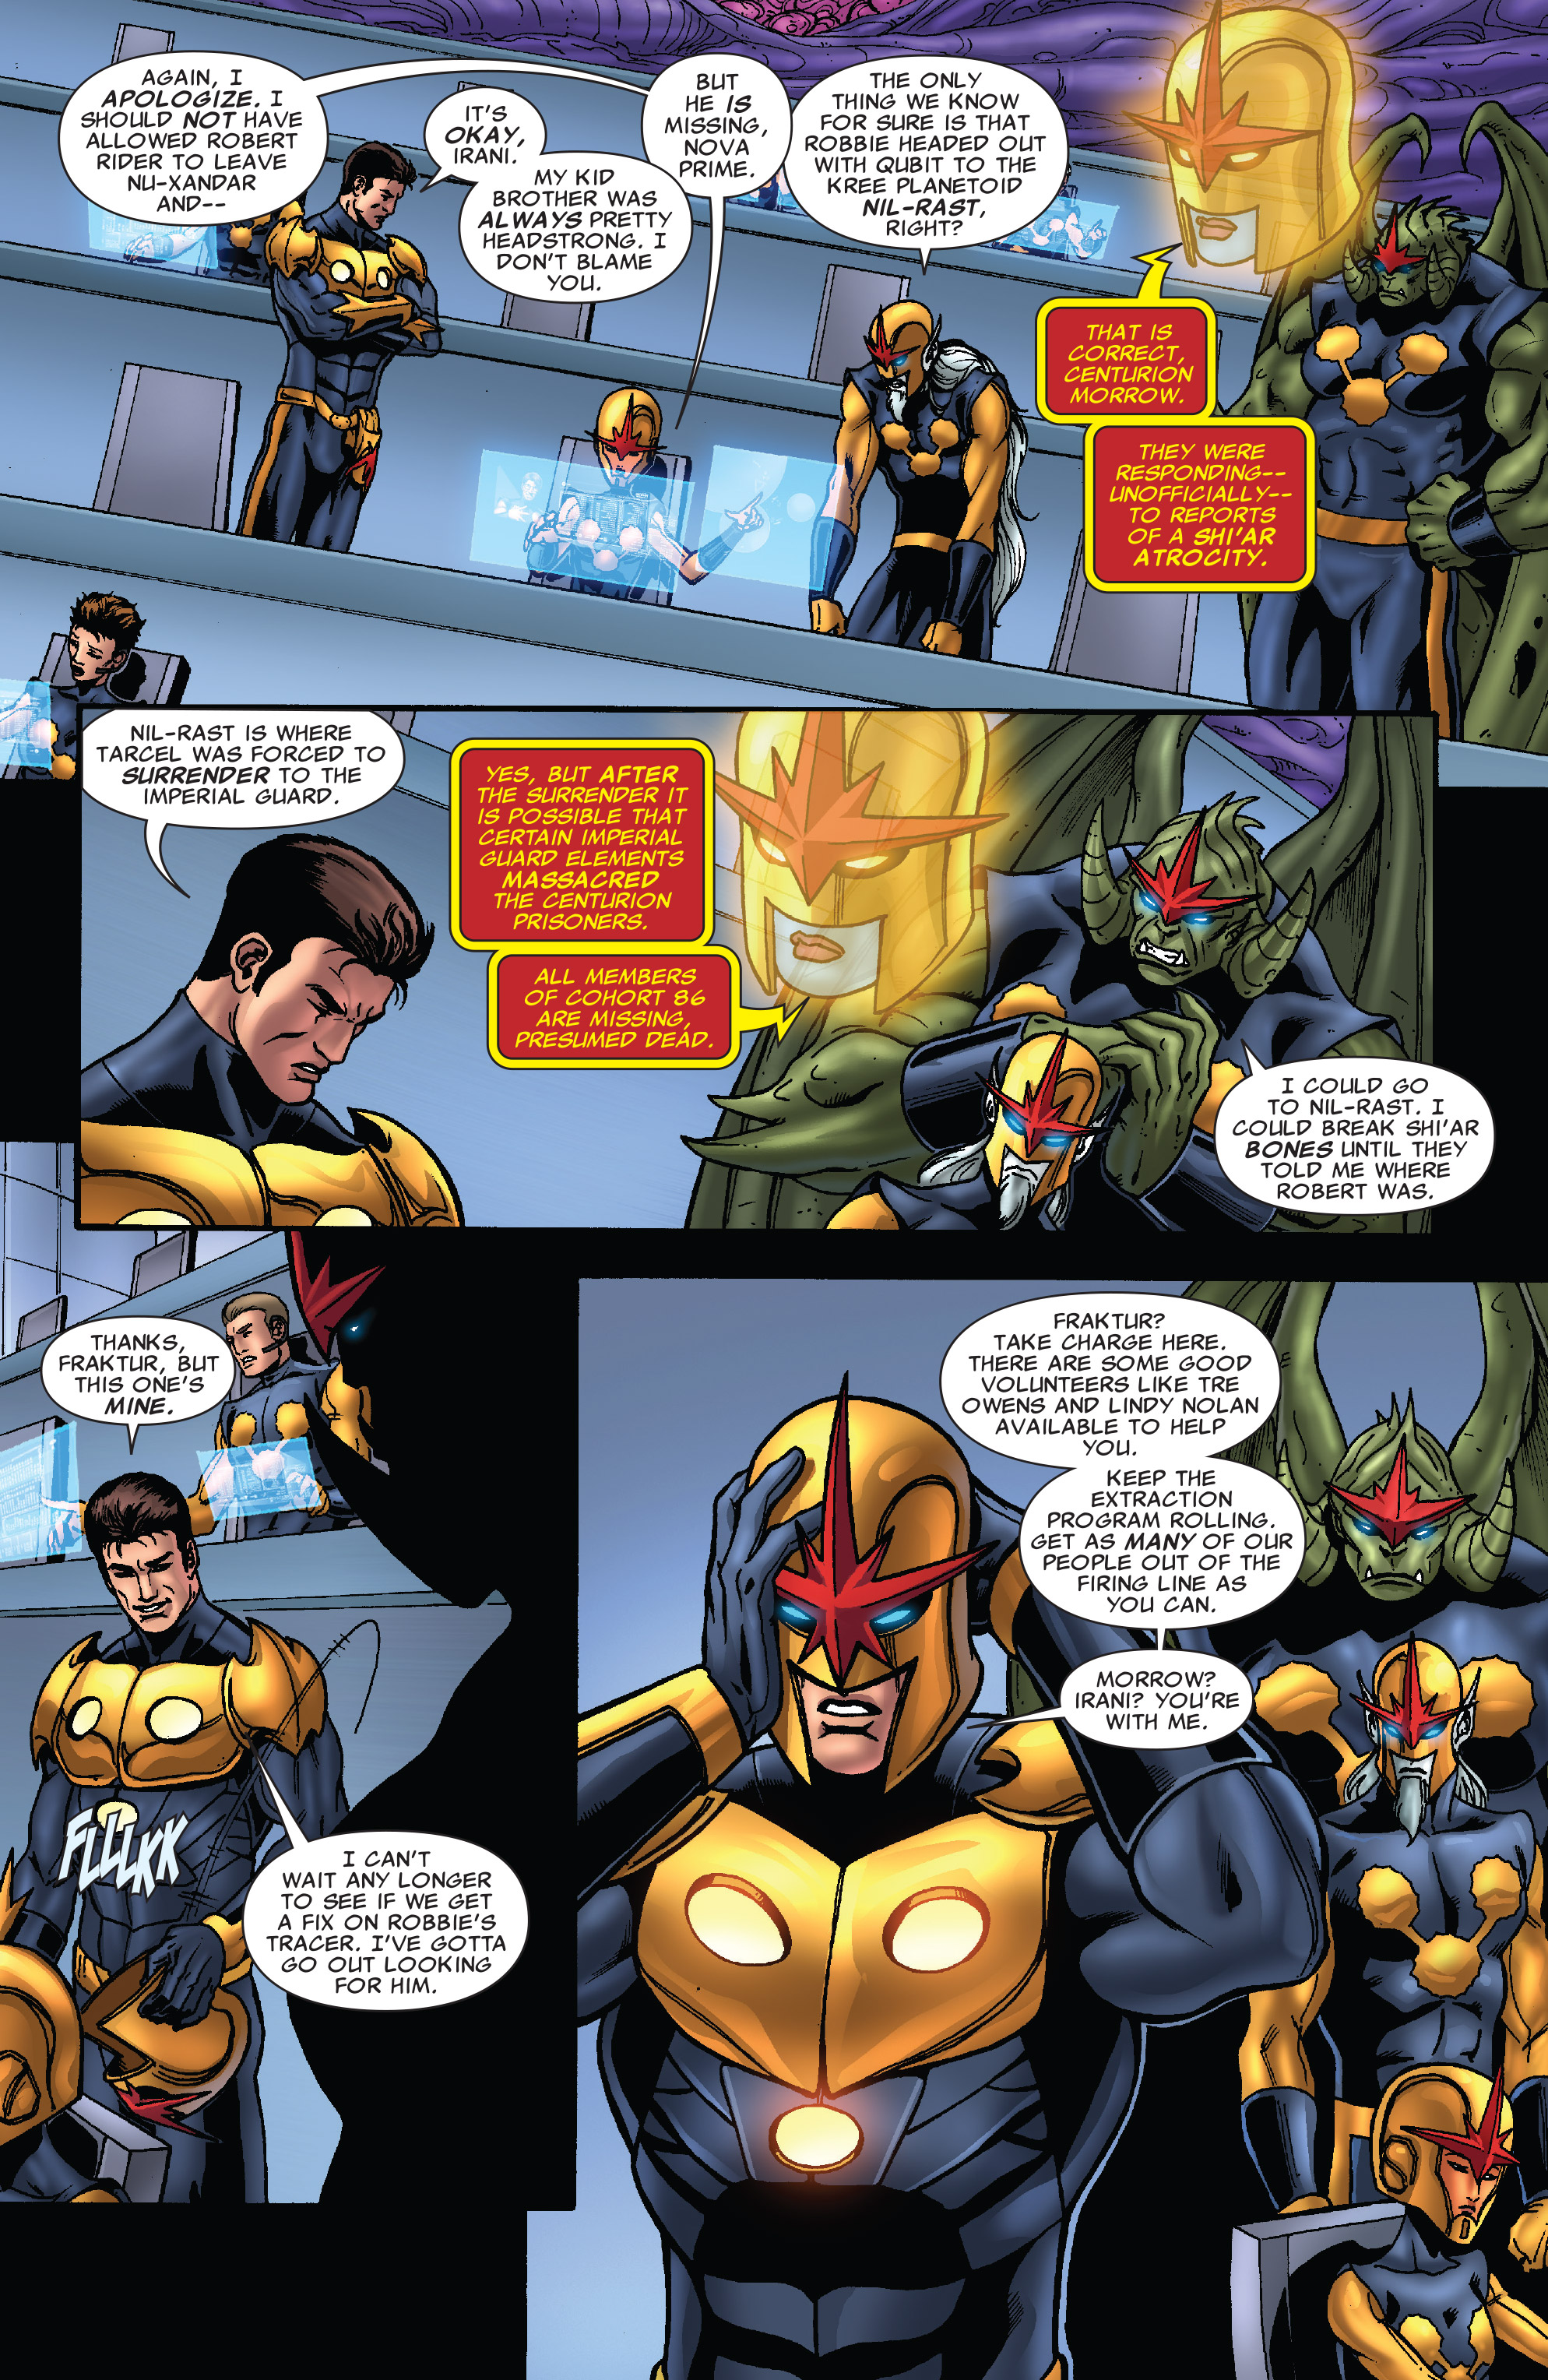 AGAIN, I
APOLOGIZE. I
SHOULD NOT HAVE
ALLOWED ROBERT
RIDER TO LEAVE
NU-XANDAR
AND--
IT'S
OKAY,
IRANI.
MY KID
BROTHER WAS
ALWAYS PRETTY
HEADSTRONG. I
DON'T BLAME
YOU.
BUT
HE IS
MISSING,
NOVA
PRIME.
THE ONLY
THING WE KNOW
FOR SURE IS THAT
ROBBIE HEADED OUT
WITH QUBIT TO THE
KREE PLANETOID
NIL-RAST,
RIGHT?
THAT IS
CORRECT,
CENTURION
MORROW.
THEY WERE
RESPONDING--
UNOFFICIALLY--
TO REPORTS
OF A SHI'AR
ATROCITY.
NIL-RAST IS WHERE
TARCEL WAS FORCED TO
SURRENDER TO THE
IMPERIAL GUARD.
YES, BUT AFTER
THE SURRENDER IT
IS POSSIBLE THAT
CERTAIN IMPERIAL
GUARD ELEMENTS
MASSACRED
THE CENTURION
PRISONERS.
ALL MEMBERS
OF COHORT 86
ARE MISSING,
PRESUMED DEAD.
I COULD GO
TO NIL-RAST. I
COULD BREAK SHI'AR
BONES UNTIL THEY
TOLD ME WHERE
ROBERT WAS.
THANKS,
FRAKTUR, BUT
THIS ONE'S
MINE.
FLLLKK
I CAN'T
WAIT ANY LONGER
TO SEE IF WE GET
A FIX ON ROBBIE'S
TRACER. I'VE GOTTA
GO OUT LOOKING
FOR HIM.
FRAKTUR?
TAKE CHARGE HERE.
THERE ARE SOME GOOD
VOLUNTEERS LIKE TRE
OWENS AND LINDY NOLAN
AVAILABLE TO HELP
YOU.
KEEP THE
EXTRACTION
PROGRAM ROLLING.
GET AS MANY OF OUR
PEOPLE OUT OF THE
FIRING LINE AS
YOU CAN.
MORROW?
IRANI? YOU'RE
WITH ME.